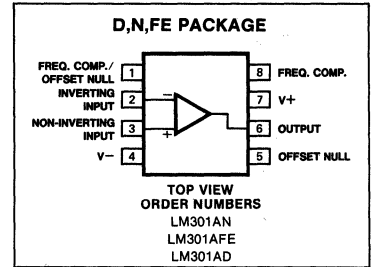 D,N,FE PACKAGE
FREQ. COMP./
OFFSET NULL 1
INVERTING
INPUT 2
NON-INVERTING
INPUT 3
V− 4
8 FREQ. COMP.
7 V+
6 OUTPUT
5 OFFSET NULL
−
+
TOP VIEW
ORDER NUMBERS
LM301AN
LM301AFE
LM301AD